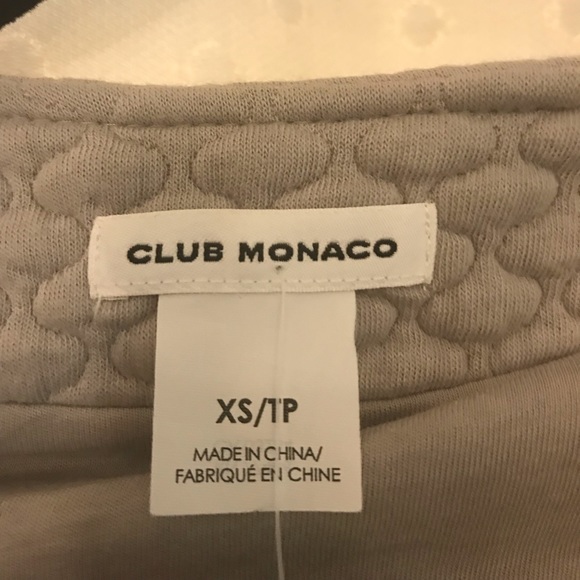 CLUB MONACO
XS/TP
MADE IN CHINA/
FABRIQUÉ EN CHINE